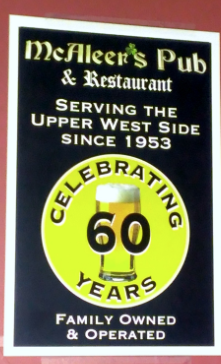 McAleer's Pub
& Restaurant
Serving the
Upper West Side
since 1953
CELEBRATING
60
YEARS
Family Owned
& Operated